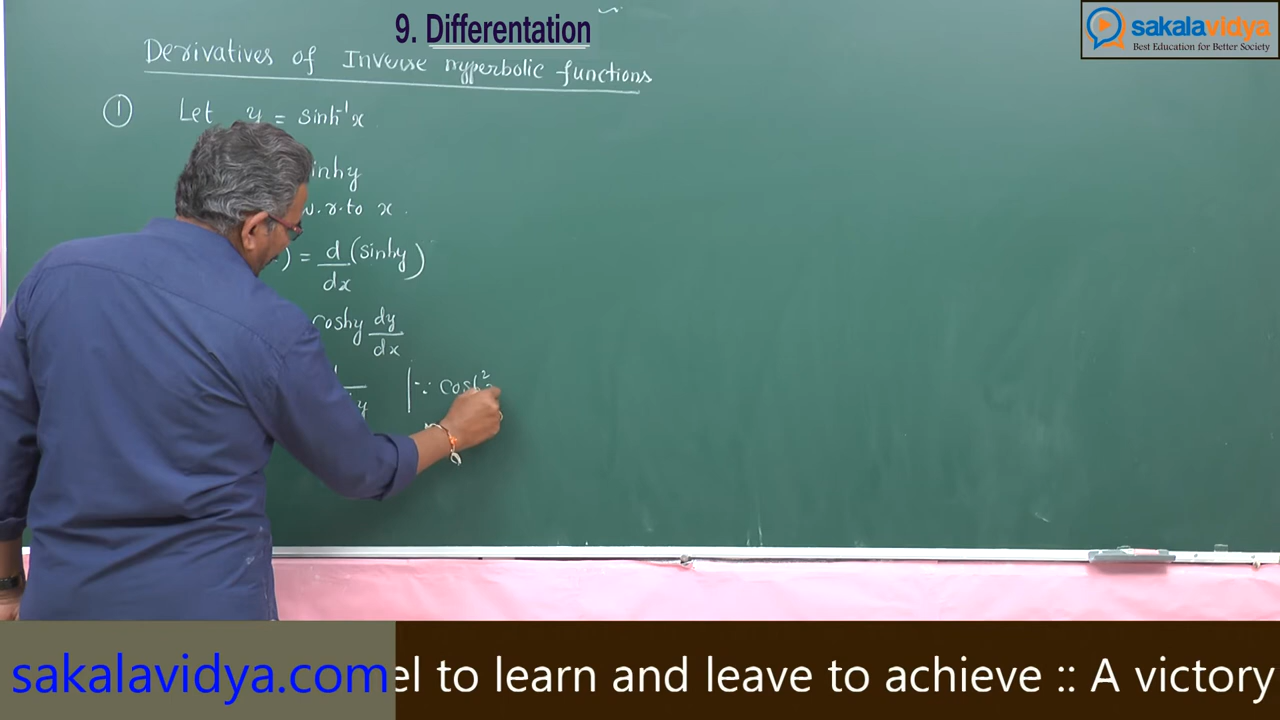 9. Differentation
sakalavidya
Best Education for Better Society
Derivatives of Inverse Hyperbolic functions
① Let y = sinh⁻¹x
inhy
w.r.to x.
) = d/dx (sinhy)
coshy dy/dx
y | ∵ cosh²
sakalavidya.com
el to learn and leave to achieve :: A victory